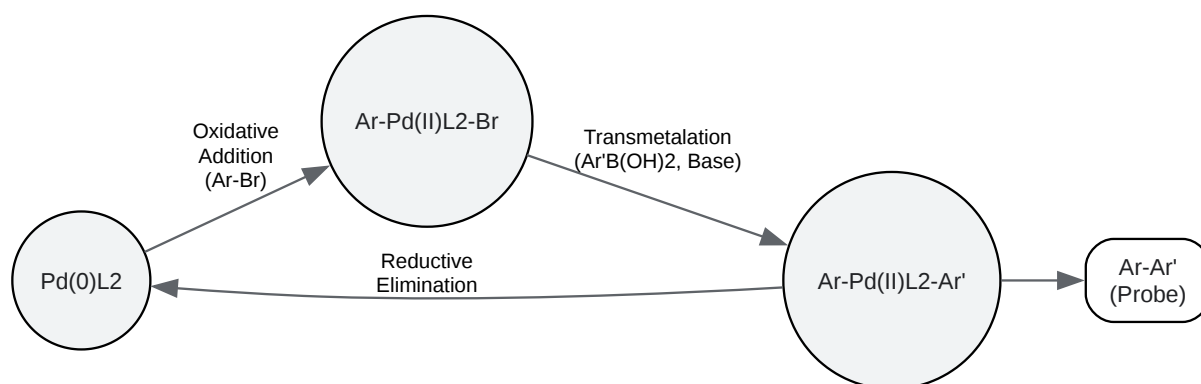 Oxidative
Addition
(Ar-Br)
Ar-Pd(II)L2-Br
Transmetalation
(Ar'B(OH)2, Base)
Pd(0)L2
Reductive
Elimination
Ar-Pd(II)L2-Ar'
Ar-Ar'
(Probe)